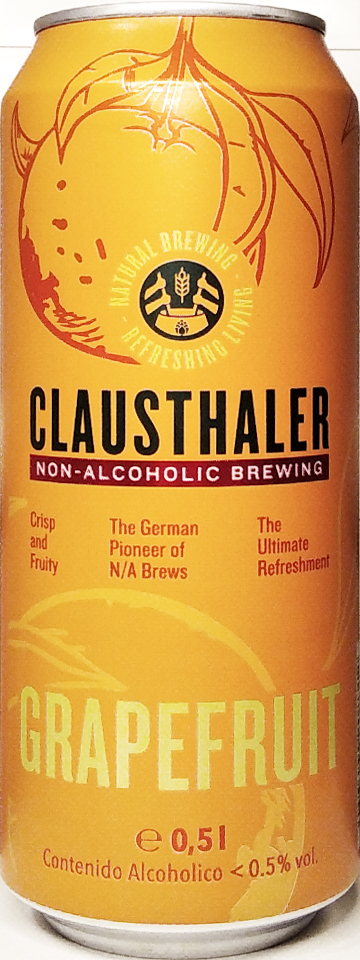 NATURAL BREWING
REFRESHING LIVING
CLAUSTHALER
NON-ALCOHOLIC BREWING
Crisp
and
Fruity
The German
Pioneer of
N/A Brews
The
Ultimate
Refreshment
GRAPEFRUIT
℮ 0,5l
Contenido Alcoholico < 0.5% vol.